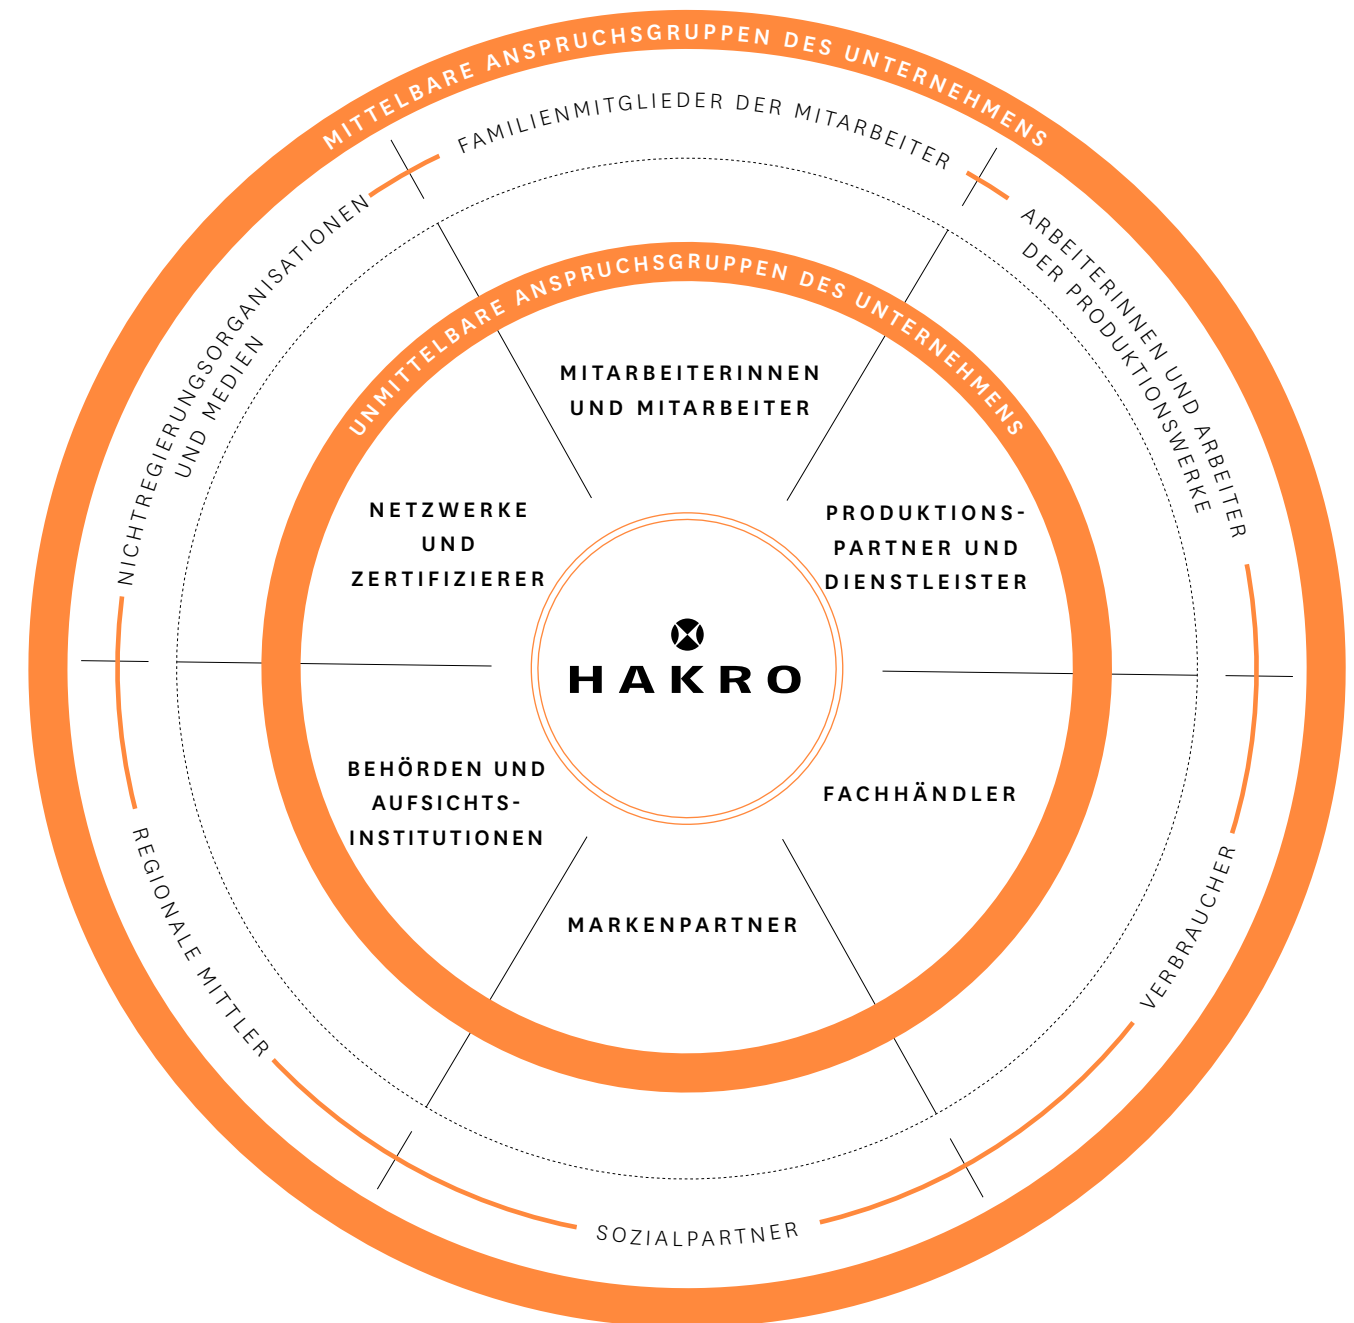 MITTELBARE ANSPRUCHSGRUPPEN DES UNTERNEHMENS
FAMILIENMITGLIEDER DER MITARBEITER
ARBEITERINNEN UND ARBEITER
DER PRODUKTIONSWERKE
VERBRAUCHER
SOZIALPARTNER
REGIONALE MITTLER
NICHTREGIERUNGSORGANISATIONEN
UND MEDIEN
UNMITTELBARE ANSPRUCHSGRUPPEN DES UNTERNEHMENS
MITARBEITERINNEN
UND MITARBEITER
PRODUKTIONS-
PARTNER UND
DIENSTLEISTER
FACHHÄNDLER
MARKENPARTNER
BEHÖRDEN UND
AUFSICHTS-
INSTITUTIONEN
NETZWERKE
UND
ZERTIFIZIERER
HAKRO